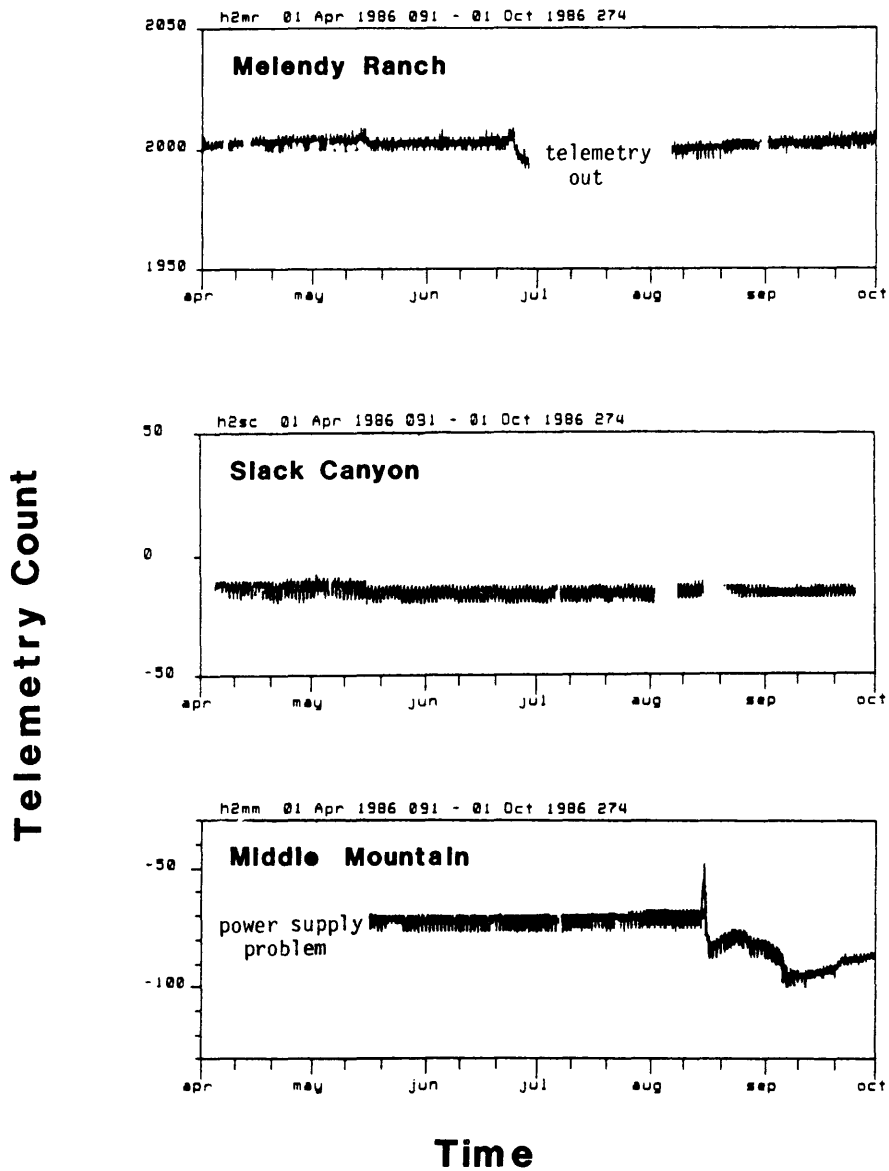 h2mr 01 Apr 1986 091 - 01 Oct 1986 274
2050
Melendy Ranch
2000
telemetry
out
1950
apr may jun jul aug sep oct
h2sc 01 Apr 1986 091 - 01 Oct 1986 274
50
Slack Canyon
0
-50
apr may jun jul aug sep oct
Telemetry Count
h2mm 01 Apr 1986 091 - 01 Oct 1986 274
-50
Middle Mountain
power supply
problem
-100
apr may jun jul aug sep oct
Time